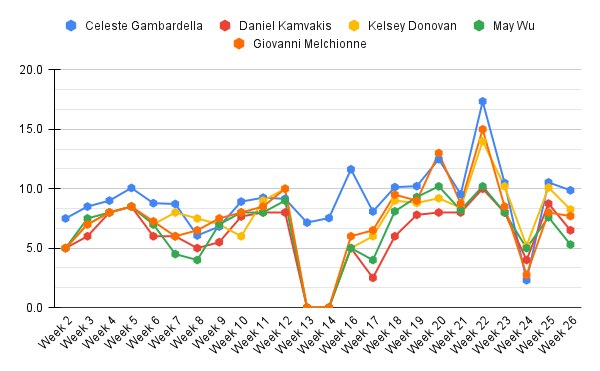 Celeste Gambardella Daniel Kamvakis Kelsey Donovan May Wu
Giovanni Melchionne
20.0
15.0
10.0
5.0
0.0
Week 2 Week 3 Week 4 Week 5 Week 6 Week 7 Week 8 Week 9 Week 10 Week 11 Week 12 Week 13 Week 14 Week 16 Week 17 Week 18 Week 19 Week 20 Week 21 Week 22 Week 23 Week 24 Week 25 Week 26